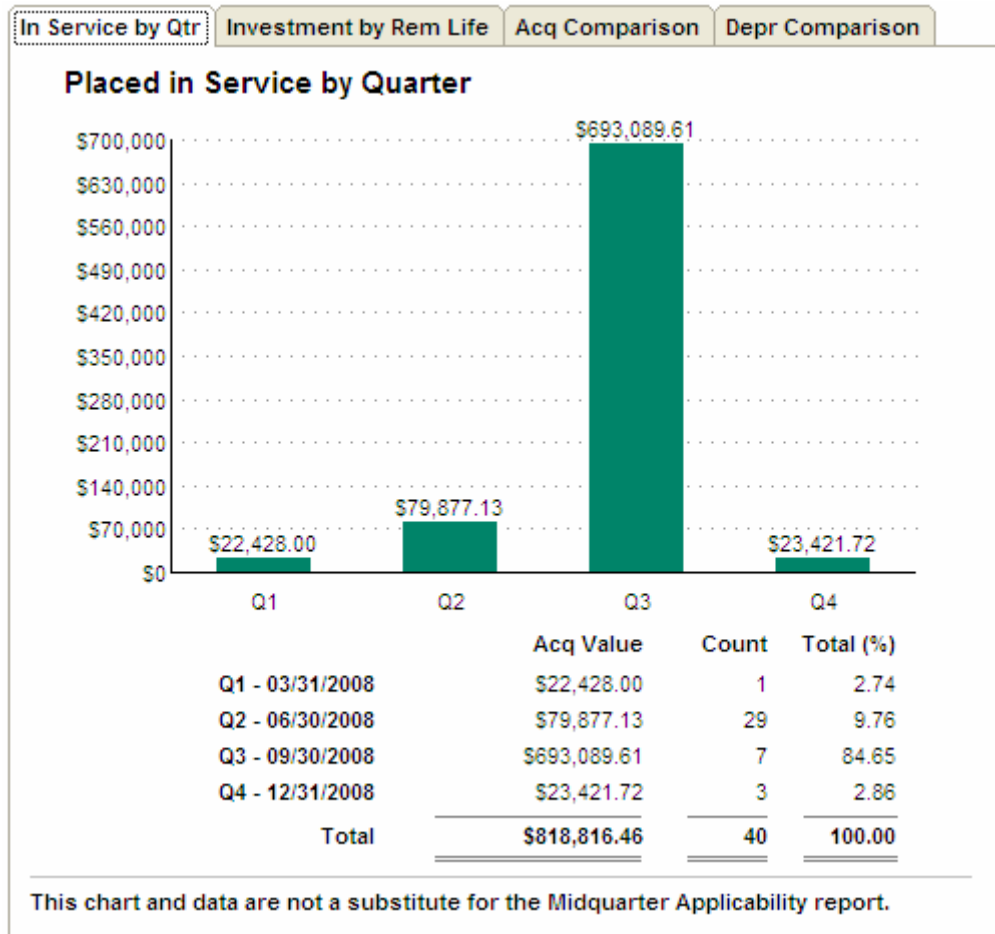 In Service by Qtr Investment by Rem Life Acq Comparison Depr Comparison
Placed in Service by Quarter
$693,089.61
$700,000
$630,000
$560,000
$490,000
$420,000
$350,000
$280,000
$210,000
$140,000
$79,877.13
$70,000
$22,428.00 $23,421.72
$0
Q1 Q2 Q3 Q4
Acq Value Count Total (%)
Q1 - 03/31/2008 $22,428.00 1 2.74
Q2 - 06/30/2008 $79,877.13 29 9.76
Q3 - 09/30/2008 $693,089.61 7 84.65
Q4 - 12/31/2008 $23,421.72 3 2.86
Total $818,816.46 40 100.00
This chart and data are not a substitute for the Midquarter Applicability report.